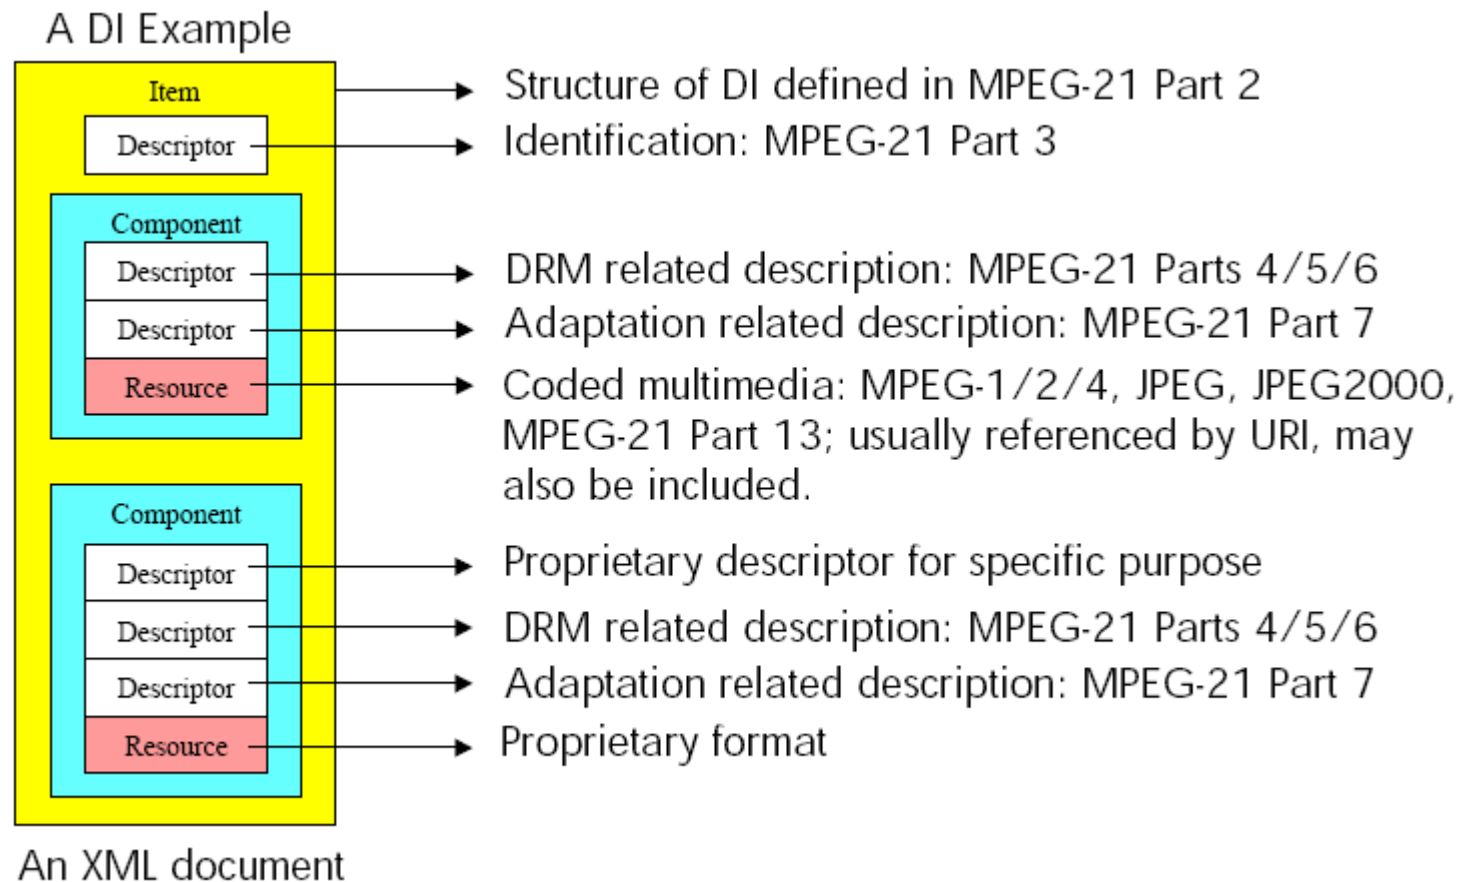 A DI Example
Item
Structure of DI defined in MPEG-21 Part 2
Descriptor
Identification: MPEG-21 Part 3
Component
Descriptor
DRM related description: MPEG-21 Parts 4/5/6
Descriptor
Adaptation related description: MPEG-21 Part 7
Resource
Coded multimedia: MPEG-1/2/4, JPEG, JPEG2000,
MPEG-21 Part 13; usually referenced by URI, may
also be included.
Component
Descriptor
Proprietary descriptor for specific purpose
Descriptor
DRM related description: MPEG-21 Parts 4/5/6
Descriptor
Adaptation related description: MPEG-21 Part 7
Resource
Proprietary format
An XML document